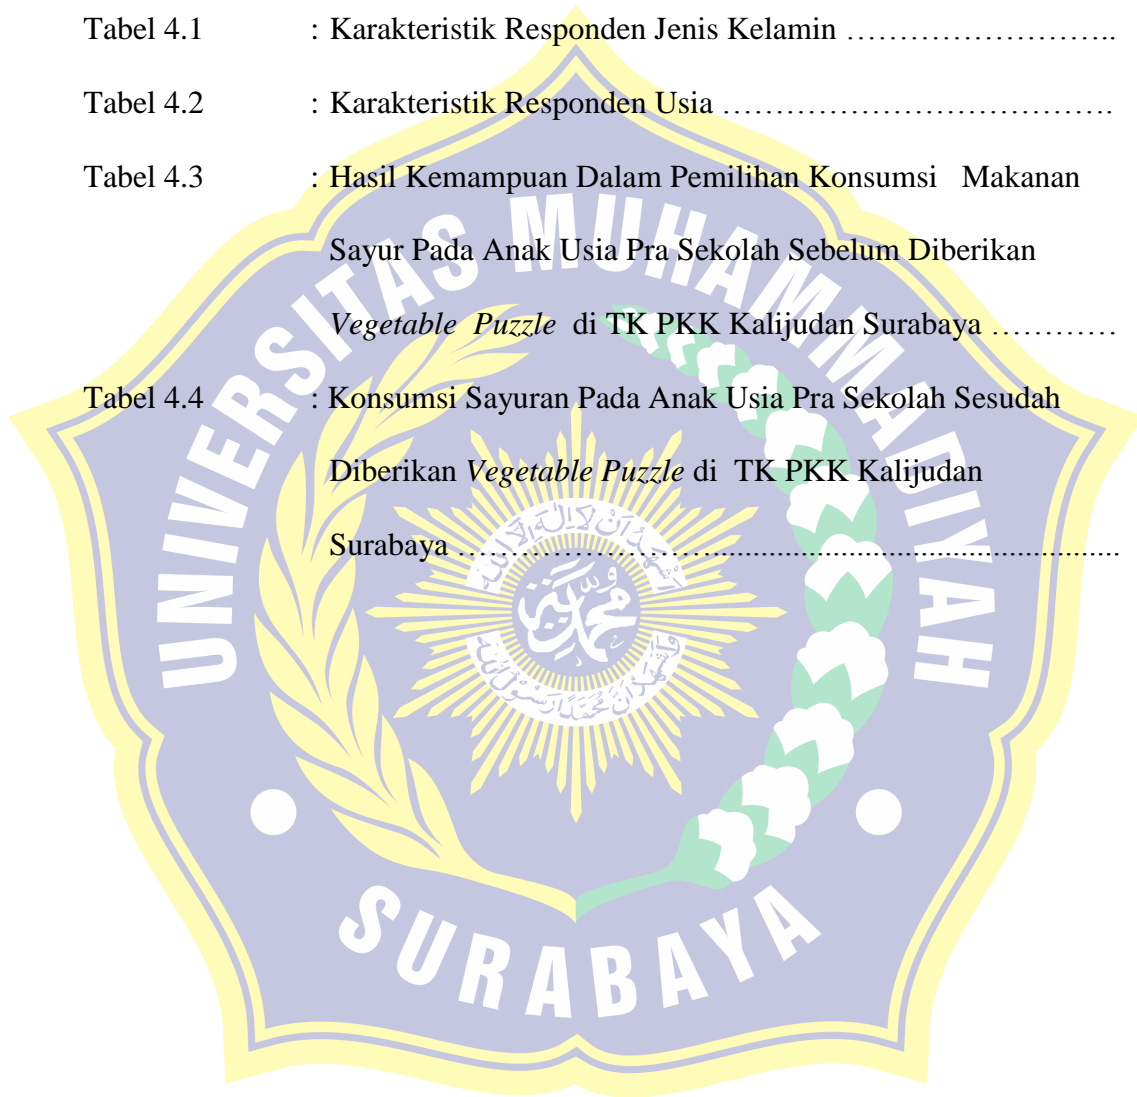 Tabel 4.1 : Karakteristik Responden Jenis Kelamin ……………………..
Tabel 4.2 : Karakteristik Responden Usia ……………………………….
Tabel 4.3 : Hasil Kemampuan Dalam Pemilihan Konsumsi Makanan
Sayur Pada Anak Usia Pra Sekolah Sebelum Diberikan
Vegetable Puzzle di TK PKK Kalijudan Surabaya …………
Tabel 4.4 : Konsumsi Sayuran Pada Anak Usia Pra Sekolah Sesudah
Diberikan Vegetable Puzzle di TK PKK Kalijudan
Surabaya ……………………..................................................
UNIVERSITAS MUHAMMADIYAH
SURABAYA
محمد